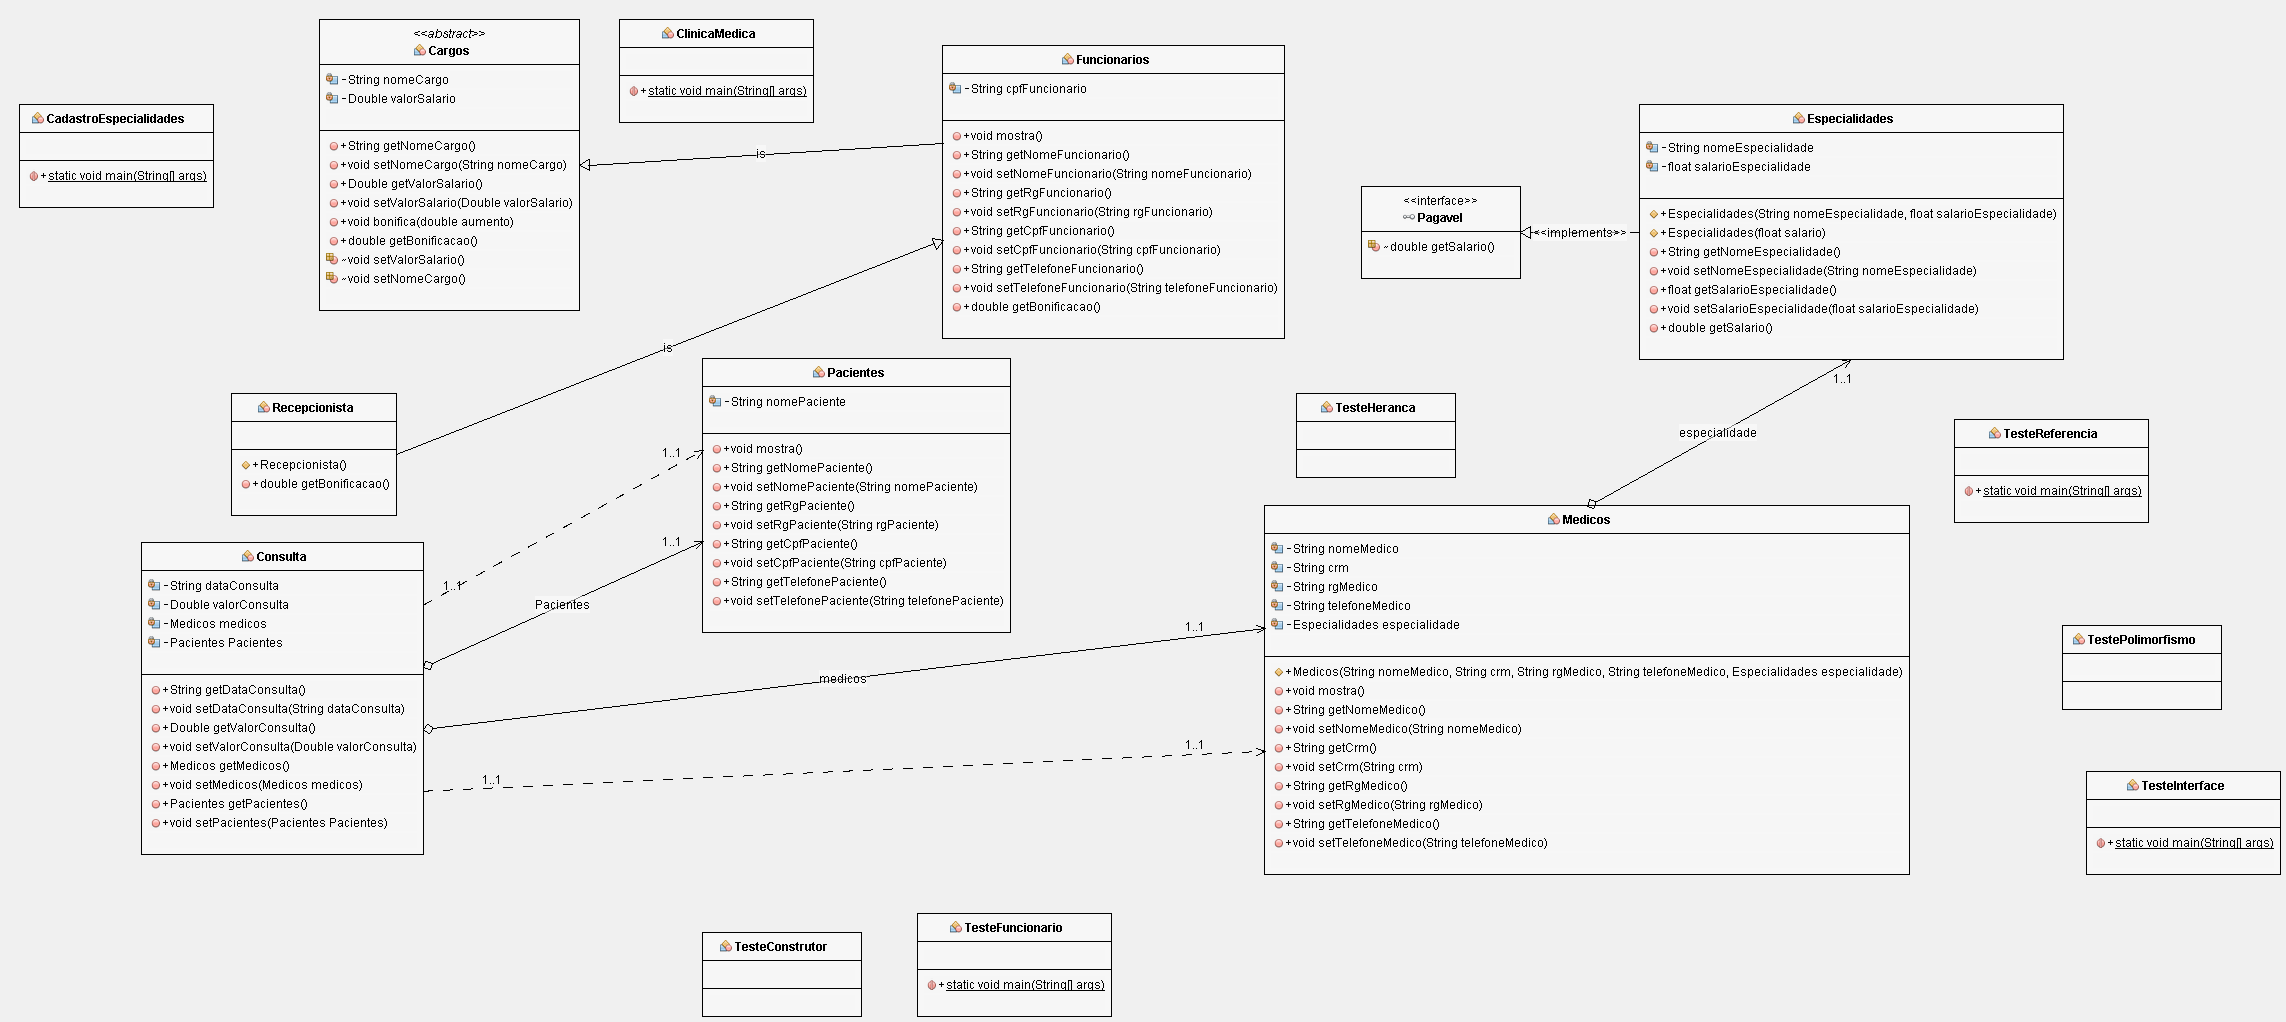 CadastroEspecialidades
+ static void main(String[] args)
<<abstract>>
Cargos
-String nomeCargo
-Double valorSalario
+String getNomeCargo()
+void setNomeCargo(String nomeCargo)
+Double getValorSalario()
+void setValorSalario(Double valorSalario)
+void bonifica(double aumento)
+double getBonificacao()
~void setValorSalario()
~void setNomeCargo()
ClinicaMedica
+ static void main(String[] args)
is
Funcionarios
-String cpfFuncionario
+void mostra()
+String getNomeFuncionario()
+void setNomeFuncionario(String nomeFuncionario)
+String getRgFuncionario()
+void setRgFuncionario(String rgFuncionario)
+String getCpfFuncionario()
+void setCpfFuncionario(String cpfFuncionario)
+String getTelefoneFuncionario()
+void setTelefoneFuncionario(String telefoneFuncionario)
+double getBonificacao()
is
<<interface>>
Pagavel
~double getSalario()
<<implements>>
Especialidades
-String nomeEspecialidade
-float salarioEspecialidade
+Especialidades(String nomeEspecialidade, float salarioEspecialidade)
+Especialidades(float salario)
+String getNomeEspecialidade()
+void setNomeEspecialidade(String nomeEspecialidade)
+float getSalarioEspecialidade()
+void setSalarioEspecialidade(float salarioEspecialidade)
+double getSalario()
1..1
especialidade
Recepcionista
+Recepcionista()
+double getBonificacao()
Pacientes
-String nomePaciente
+void mostra()
+String getNomePaciente()
+void setNomePaciente(String nomePaciente)
+String getRgPaciente()
+void setRgPaciente(String rgPaciente)
+String getCpfPaciente()
+void setCpfPaciente(String cpfPaciente)
+String getTelefonePaciente()
+void setTelefonePaciente(String telefonePaciente)
TesteHeranca
TesteReferencia
+ static void main(String[] args)
1..1
1..1
1..1
Pacientes
Consulta
-String dataConsulta
-Double valorConsulta
-Medicos medicos
-Pacientes Pacientes
+String getDataConsulta()
+void setDataConsulta(String dataConsulta)
+Double getValorConsulta()
+void setValorConsulta(Double valorConsulta)
+Medicos getMedicos()
+void setMedicos(Medicos medicos)
+Pacientes getPacientes()
+void setPacientes(Pacientes Pacientes)
1..1
medicos
1..1
1..1
Medicos
-String nomeMedico
-String crm
-String rgMedico
-String telefoneMedico
-Especialidades especialidade
+Medicos(String nomeMedico, String crm, String rgMedico, String telefoneMedico, Especialidades especialidade)
+void mostra()
+String getNomeMedico()
+void setNomeMedico(String nomeMedico)
+String getCrm()
+void setCrm(String crm)
+String getRgMedico()
+void setRgMedico(String rgMedico)
+String getTelefoneMedico()
+void setTelefoneMedico(String telefoneMedico)
TestePolimorfismo
TesteInterface
+ static void main(String[] args)
TesteConstrutor
TesteFuncionario
+ static void main(String[] args)